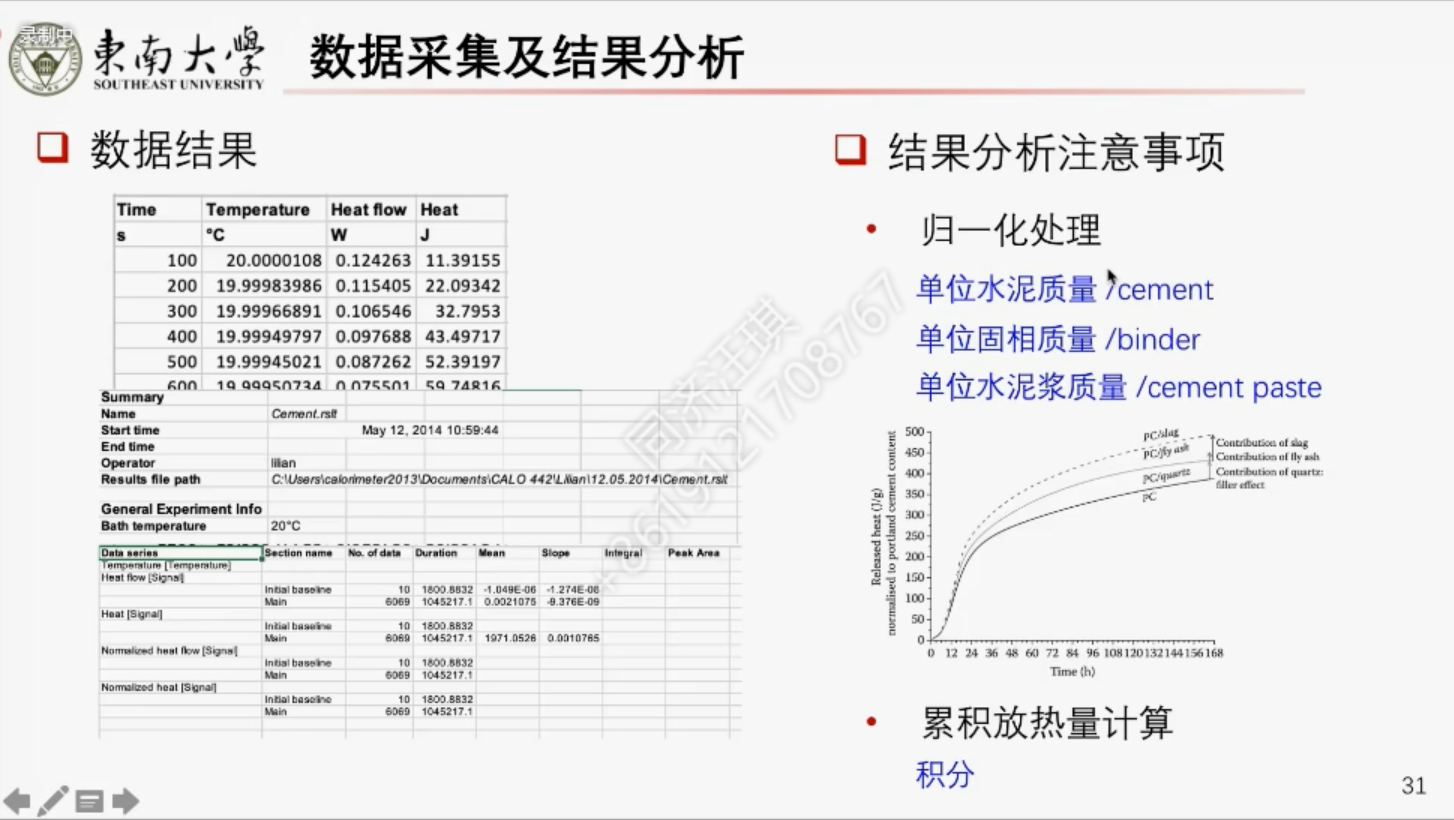 录制中
東南大學
SOUTHEAST UNIVERSITY
数据采集及结果分析
数据结果
Time Temperature Heat flow Heat
s °C W J
100 20.0000108 0.124263 11.39155
200 19.99983986 0.115405 22.09342
300 19.99966891 0.106546 32.7953
400 19.99949797 0.097688 43.49717
500 19.99945021 0.087262 52.39197
600 19.99950734 0.075501 59.74816
Summary
Name Cement.rslt
Start time May 12, 2014 10:59:44
End time
Operator lilian
Results file path C:\Users\calorimeter2013\Documents\CALO 442\Lilian\12.05.2014\Cement.rslt
General Experiment Info
Bath temperature 20°C
Data series Section name No. of data Duration Mean Slope Integral Peak Area
Temperature [Temperature]
Heat flow [Signal]
Initial baseline 10 1800.8832 -1.049E-06 -1.274E-08
Main 6069 1045217.1 0.0021075 -9.376E-09
Heat [Signal]
Initial baseline 10 1800.8832
Main 6069 1045217.1 1971.0526 0.0010765
Normalized heat flow [Signal]
Initial baseline 10 1800.8832
Main 6069 1045217.1
Normalized heat [Signal]
Initial baseline 10 1800.8832
Main 6069 1045217.1
结果分析注意事项
归一化处理
单位水泥质量 /cement
单位固相质量 /binder
单位水泥浆质量 /cement paste
Released heat (J/g)
normalised to portland cement content
500
450
400
350
300
250
200
150
100
50
0
PC/slag
PC/fly ash
PC/quartz
PC
Contribution of slag
Contribution of fly ash
Contribution of quartz:
filler effect
0 12 24 36 48 60 72 84 96 108 120 132 144 156 168
Time (h)
累积放热量计算
积分
31
同济汪琪
+8619121708767